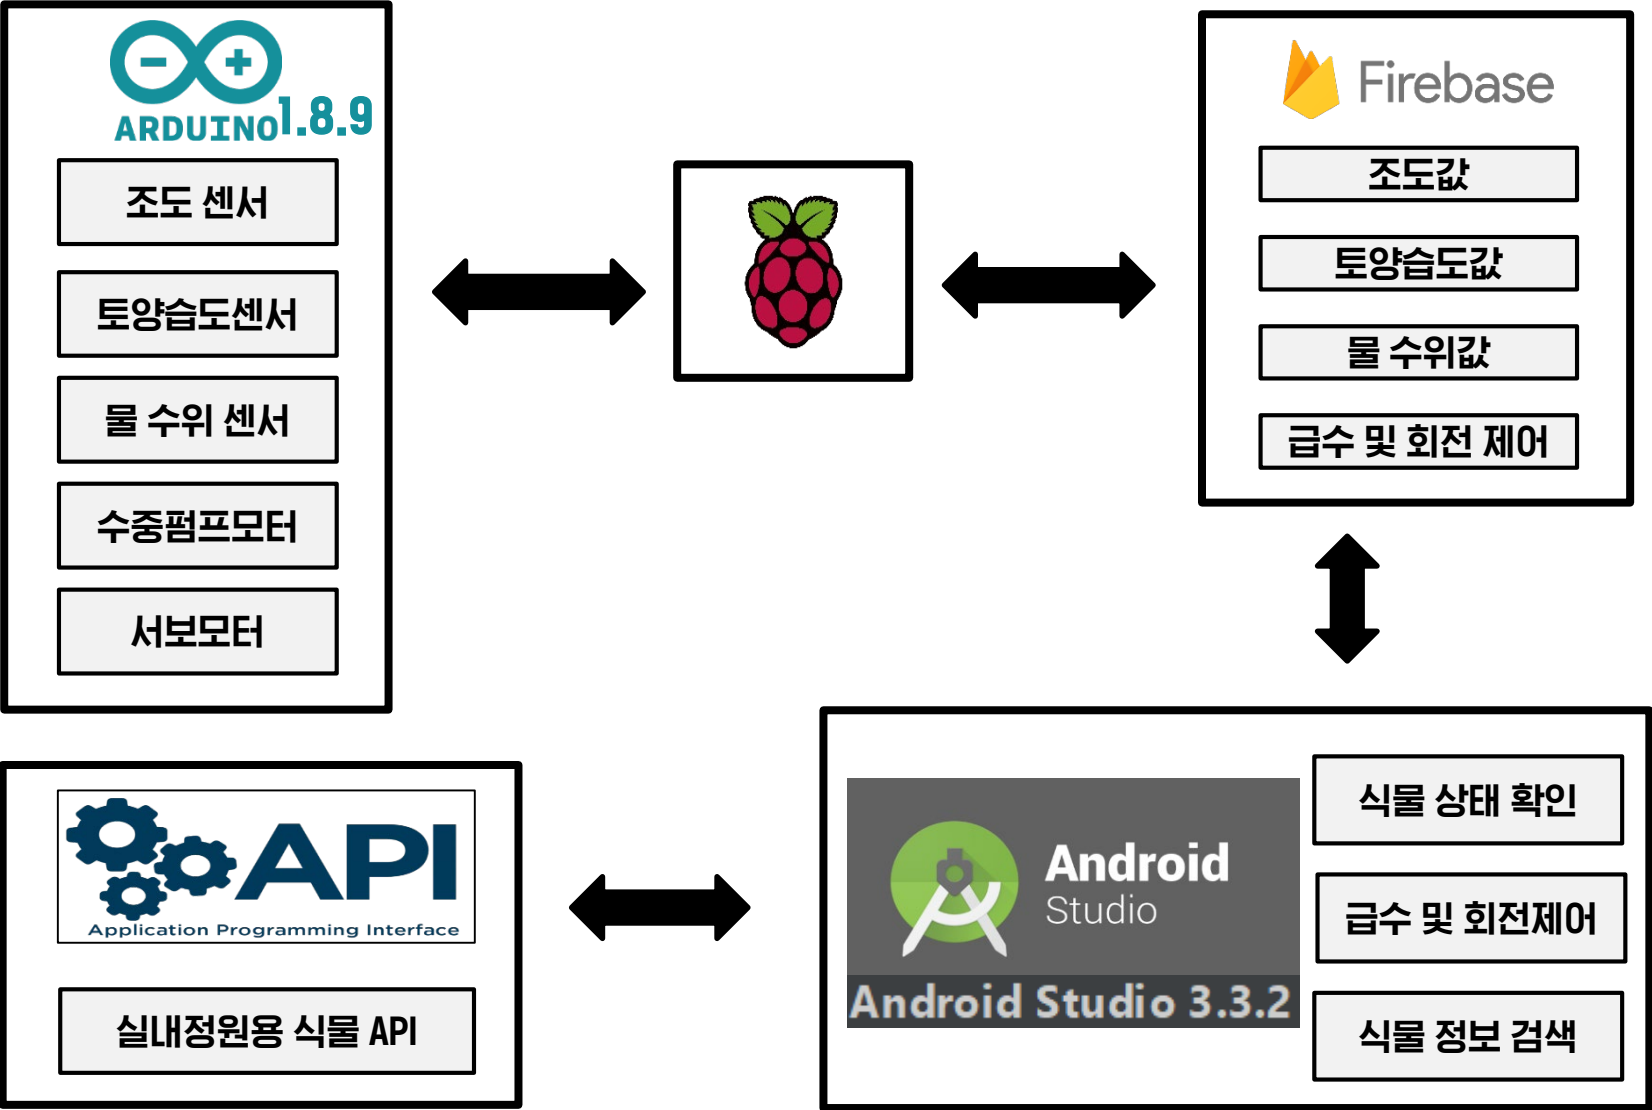 ARDUINO 1.8.9
조도 센서
토양습도센서
물 수위 센서
수중펌프모터
서보모터
Firebase
조도값
토양습도값
물 수위값
급수 및 회전 제어
API
Application Programming Interface
실내정원용 식물 API
Android
Studio
Android Studio 3.3.2
식물 상태 확인
급수 및 회전제어
식물 정보 검색